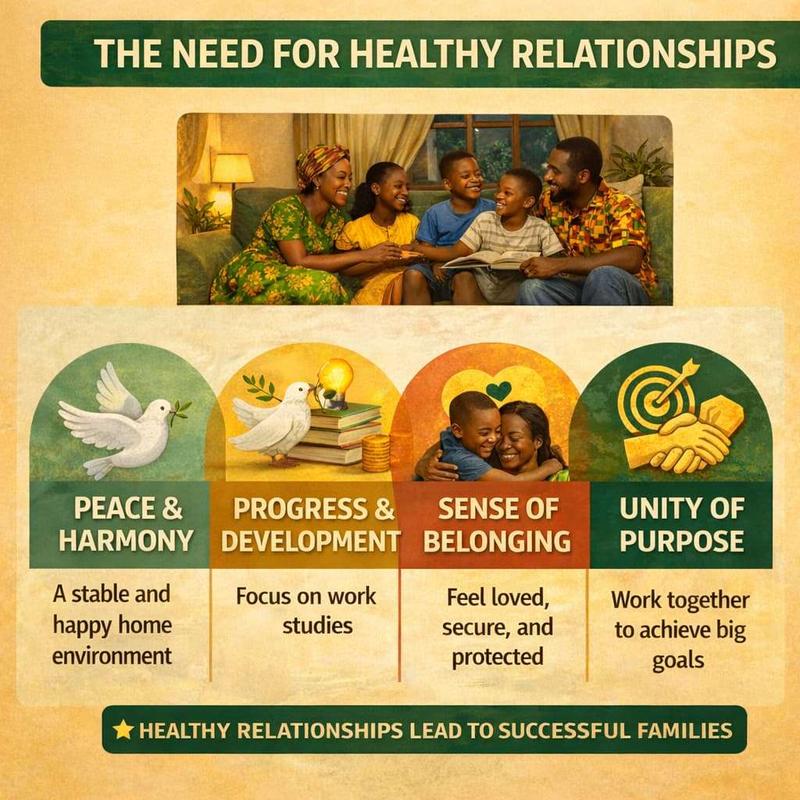 THE NEED FOR HEALTHY RELATIONSHIPS
PEACE &
HARMONY
A stable and
happy home
environment
PROGRESS &
DEVELOPMENT
Focus on work
studies
SENSE OF
BELONGING
Feel loved,
secure, and
protected
UNITY OF
PURPOSE
Work together
to achieve big
goals
HEALTHY RELATIONSHIPS LEAD TO SUCCESSFUL FAMILIES